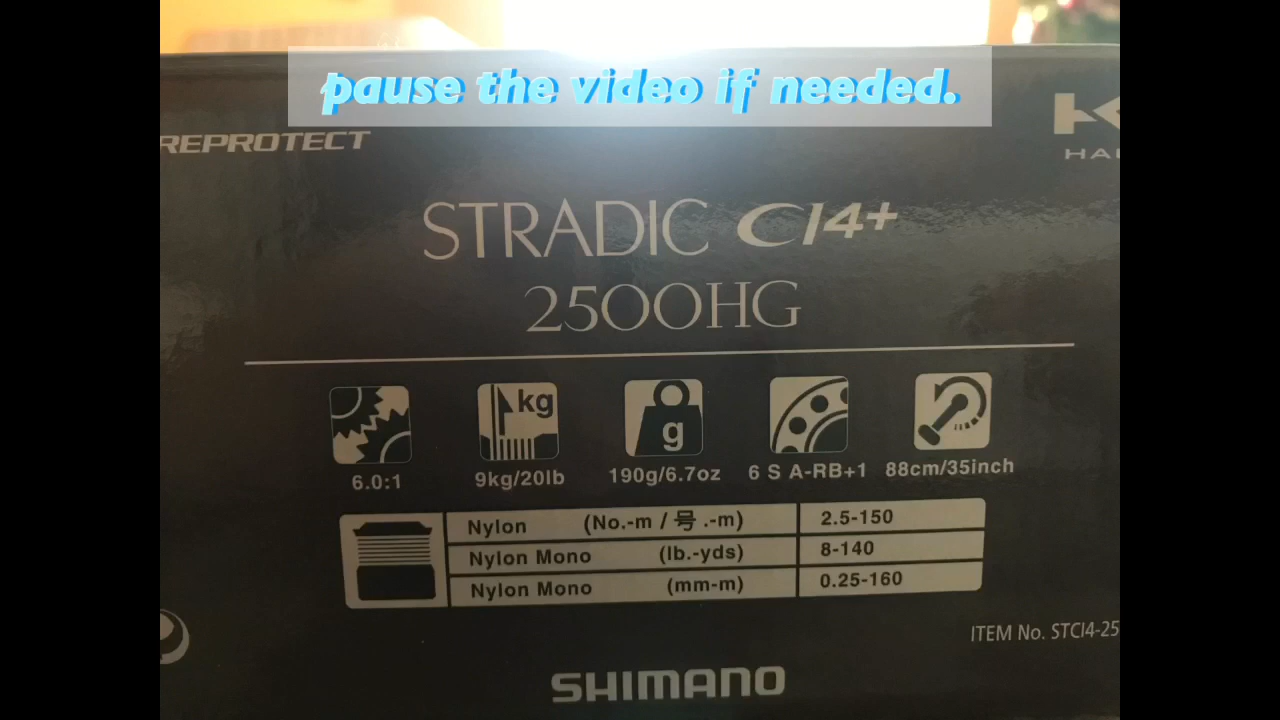 pause the video if needed.
REPROTECT
HA
STRADIC CI4+
2500HG
kg
g
6.0:1
9kg/20lb
190g/6.7oz
6 S A-RB+1
88cm/35inch
Nylon (No.-m / 号 .-m) 2.5-150
Nylon Mono (lb.-yds) 8-140
Nylon Mono (mm-m) 0.25-160
ITEM No. STCI4-25
SHIMANO